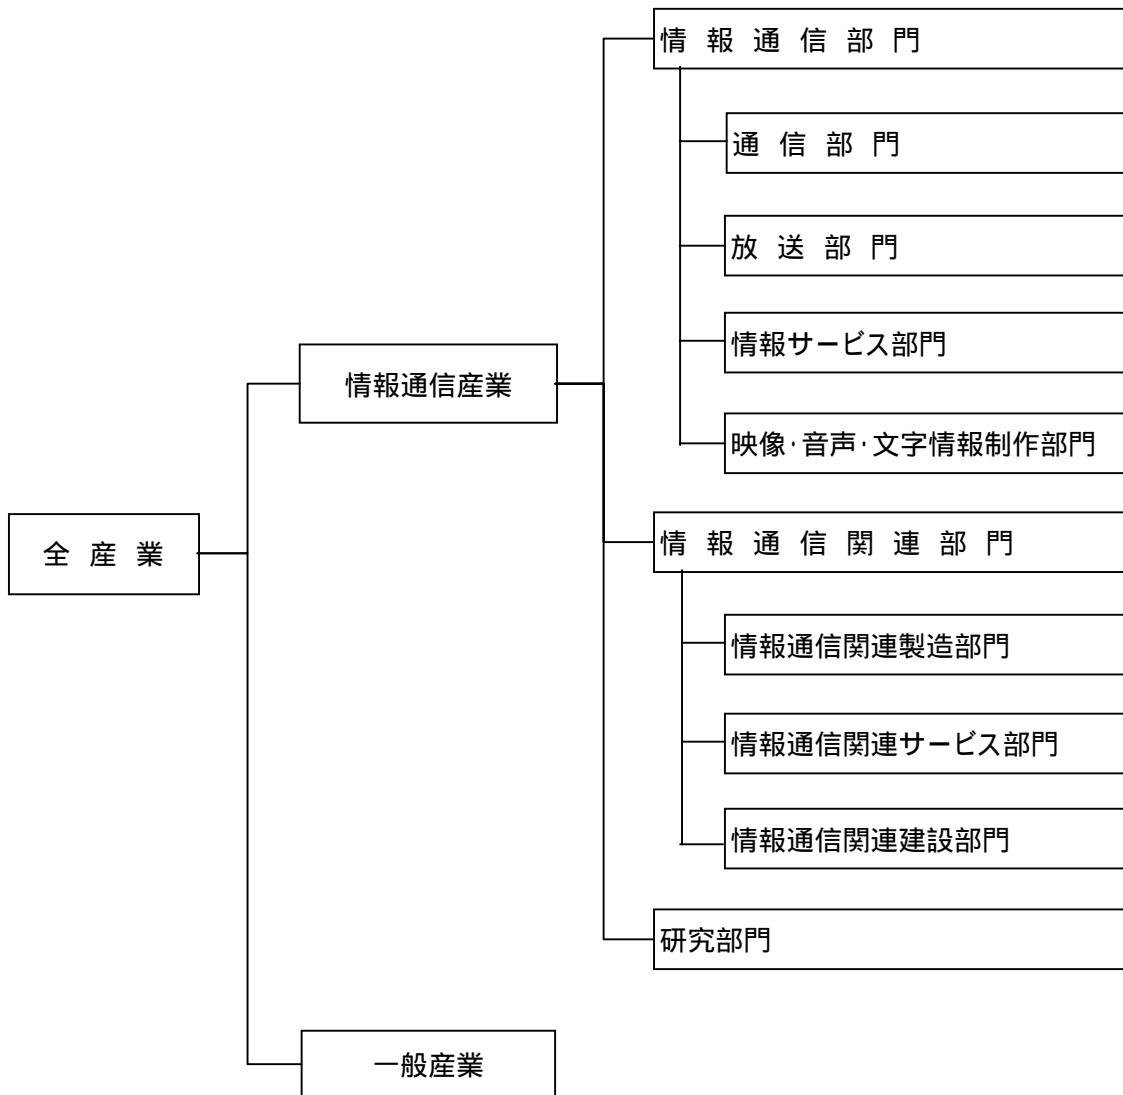 情報通信部門
通信部門
放送部門
情報サービス部門
情報通信産業
映像・音声・文字情報制作部門
全産業
情報通信関連部門
情報通信関連製造部門
情報通信関連サービス部門
情報通信関連建設部門
研究部門
一般産業